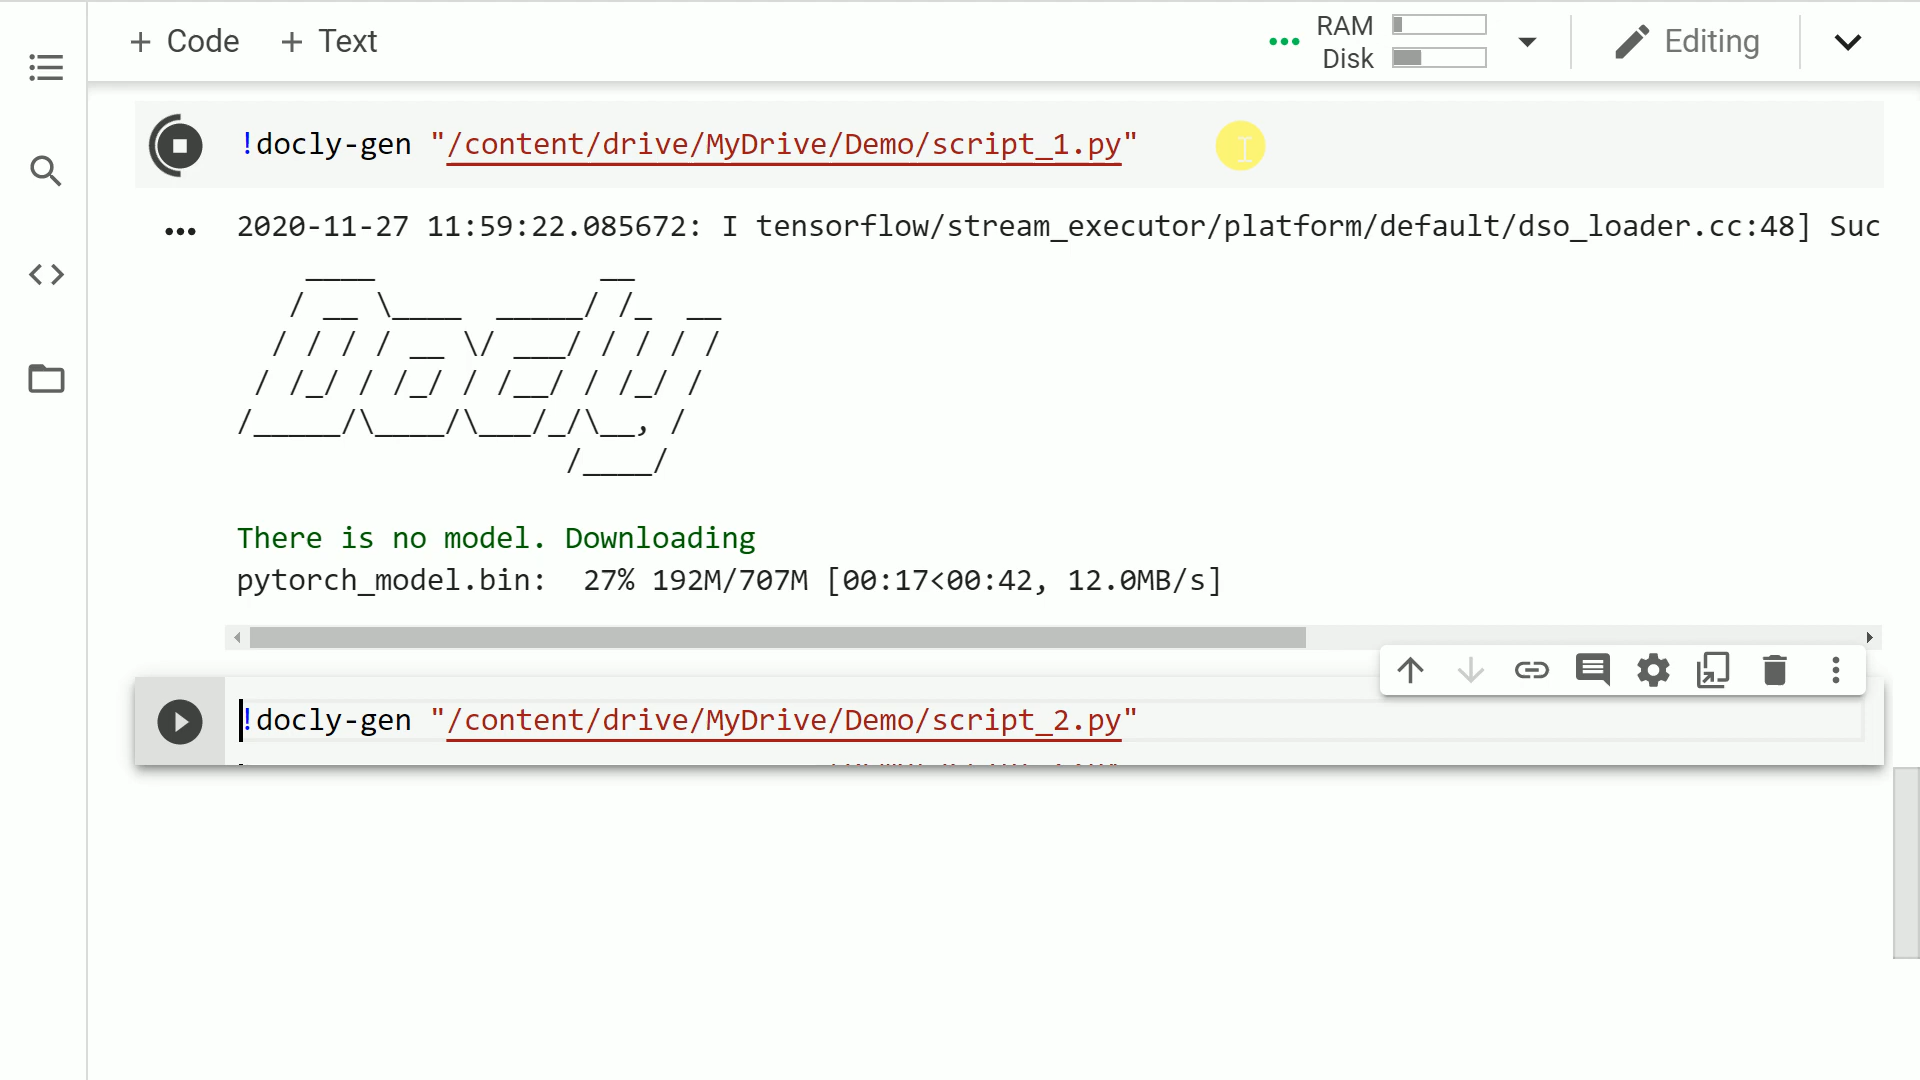 + Code + Text
RAM
Disk
Editing
!docly-gen "/content/drive/MyDrive/Demo/script_1.py"
2020-11-27 11:59:22.085672: I tensorflow/stream_executor/platform/default/dso_loader.cc:48] Suc
Docly
There is no model. Downloading
pytorch_model.bin:  27% 192M/707M [00:17<00:42, 12.0MB/s]
!docly-gen "/content/drive/MyDrive/Demo/script_2.py"